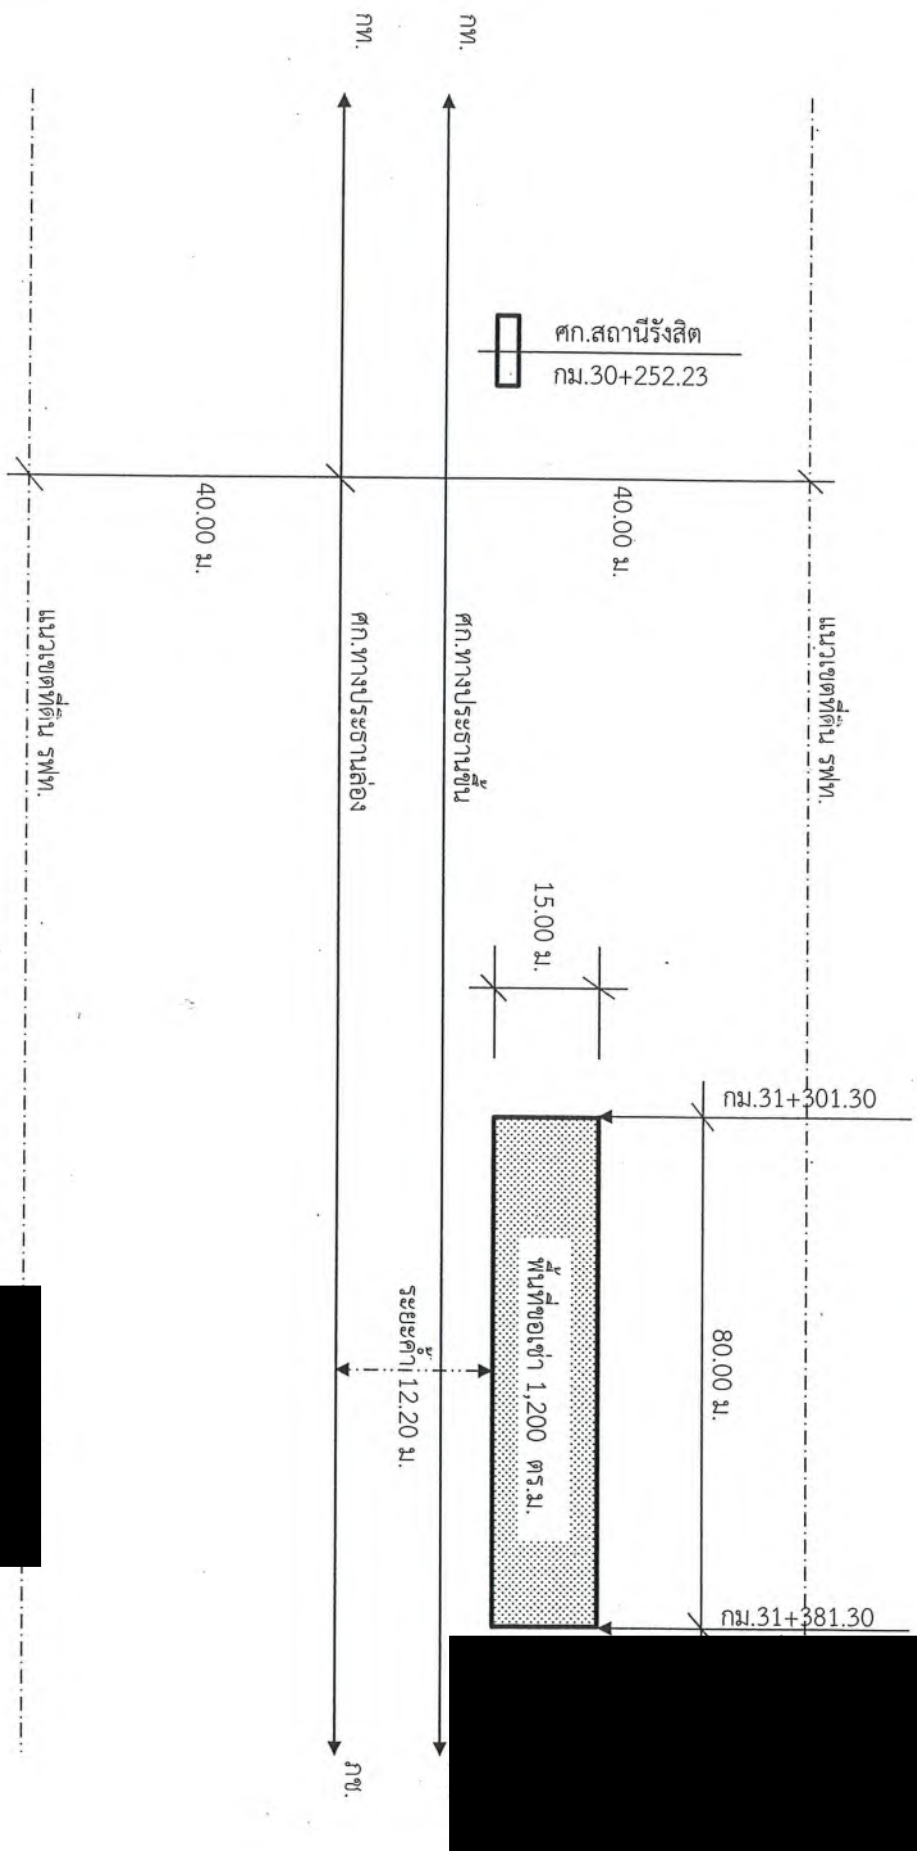 กท.
กท.
ศก.สถานีรังสิต
กม.30+252.23
40.00 ม.
40.00 ม.
แนวเขตที่ดิน รฟท.
ศก.ทางประธานขึ้น
ศก.ทางประธานล่อง
แนวเขตที่ดิน รฟท.
15.00 ม.
กม.31+301.30
80.00 ม.
พื้นที่ขอเช่า 1,200 ตร.ม.
ระยะค้ำ 12.20 ม.
กม.31+381.30
ภช.